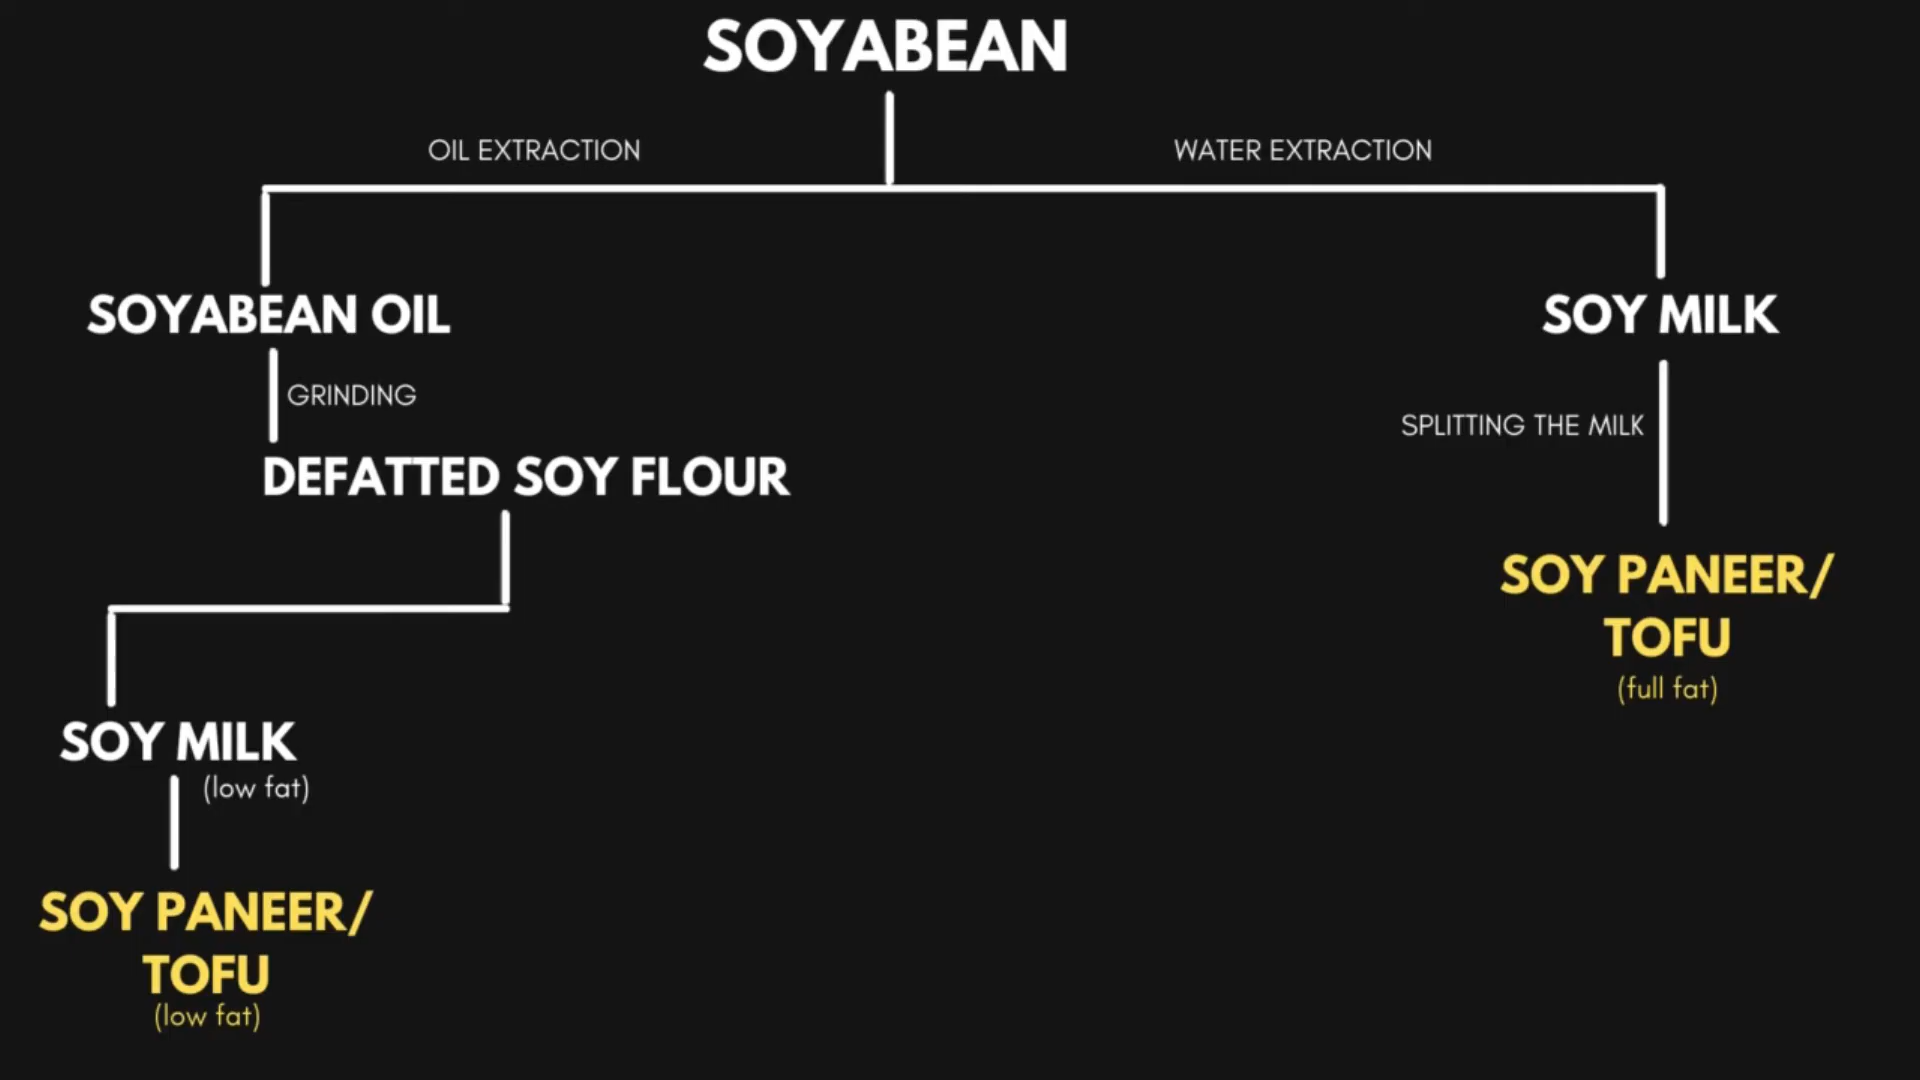 SOYABEAN
OIL EXTRACTION
WATER EXTRACTION
SOYABEAN OIL
SOY MILK
GRINDING
SPLITTING THE MILK
DEFATTED SOY FLOUR
SOY PANEER/
TOFU
(full fat)
SOY MILK
(low fat)
SOY PANEER/
TOFU
(low fat)